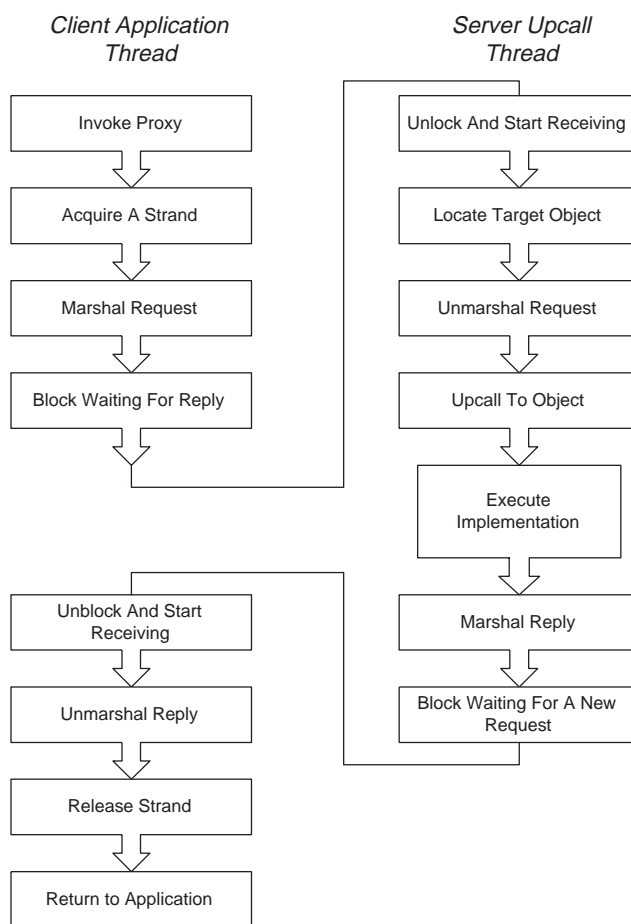 Client Application
Thread
Invoke Proxy
Acquire A Strand
Marshal Request
Block Waiting For Reply
Unblock And Start
Receiving
Unmarshal Reply
Release Strand
Return to Application
Server Upcall
Thread
Unlock And Start Receiving
Locate Target Object
Unmarshal Request
Upcall To Object
Execute
Implementation
Marshal Reply
Block Waiting For A New
Request